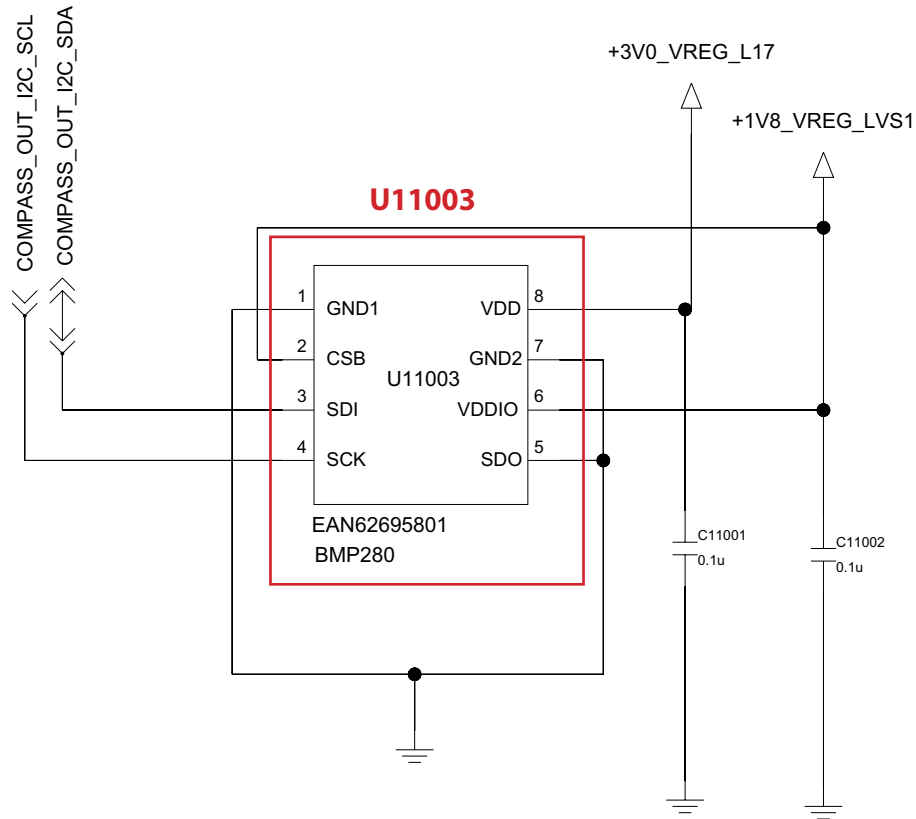 COMPASS_OUT_I2C_SCL
COMPASS_OUT_I2C_SDA
+3V0_VREG_L17
+1V8_VREG_LVS1
U11003
1 GND1 VDD 8
2 CSB GND2 7
U11003
3 SDI VDDIO 6
4 SCK SDO 5
EAN62695801
BMP280
C11001
0.1u
C11002
0.1u